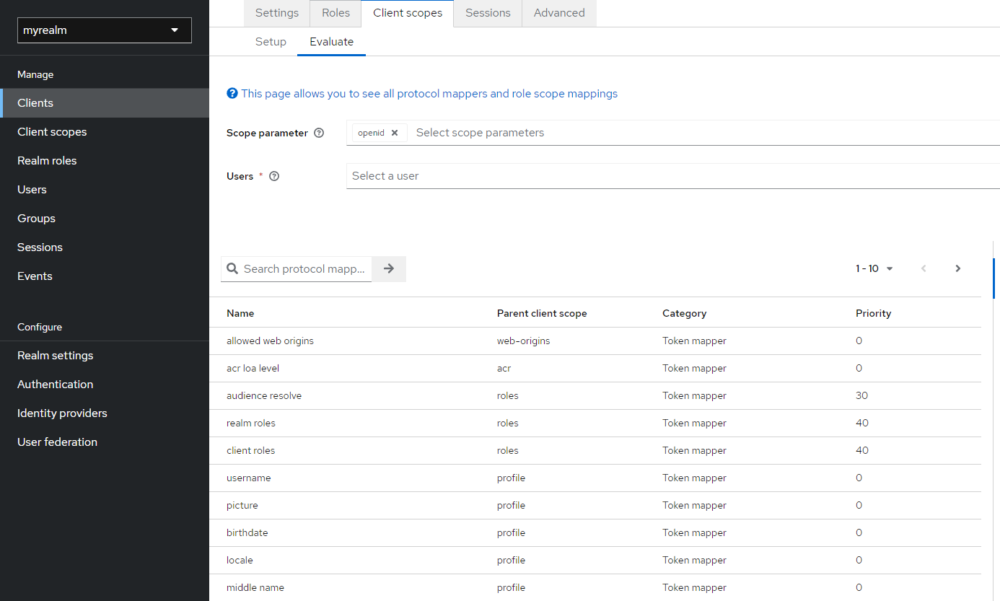 myrealm
Manage
Clients
Client scopes
Realm roles
Users
Groups
Sessions
Events
Configure
Realm settings
Authentication
Identity providers
User federation
Settings Roles Client scopes Sessions Advanced
Setup Evaluate
This page allows you to see all protocol mappers and role scope mappings
Scope parameter openid Select scope parameters
Users * Select a user
Search protocol mapp... 1 - 10
Name Parent client scope Category Priority
allowed web origins web-origins Token mapper 0
acr loa level acr Token mapper 0
audience resolve roles Token mapper 30
realm roles roles Token mapper 40
client roles roles Token mapper 40
username profile Token mapper 0
picture profile Token mapper 0
birthdate profile Token mapper 0
locale profile Token mapper 0
middle name profile Token mapper 0